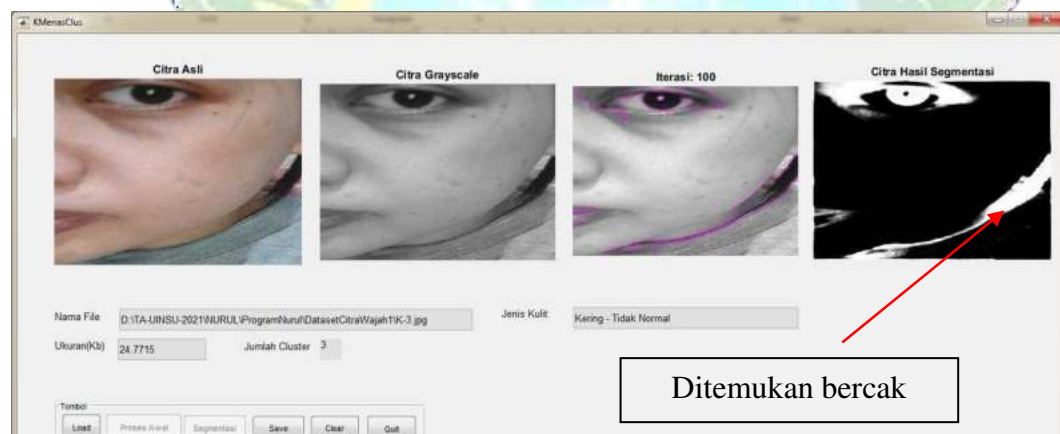 KMenasClus
Citra Asli
Citra Grayscale
Iterasi: 100
Citra Hasil Segmentasi
Nama File
D:\TA-UINSU-2021\NURUL\ProgramNurul\DatasetCitraWajah1\K-3.jpg
Jenis Kulit
Kering - Tidak Normal
Ukuran(Kb)
24.7715
Jumlah Cluster
3
Ditemukan bercak
Tombol
Load
Proses Awal
Segmentasi
Save
Clear
Quit